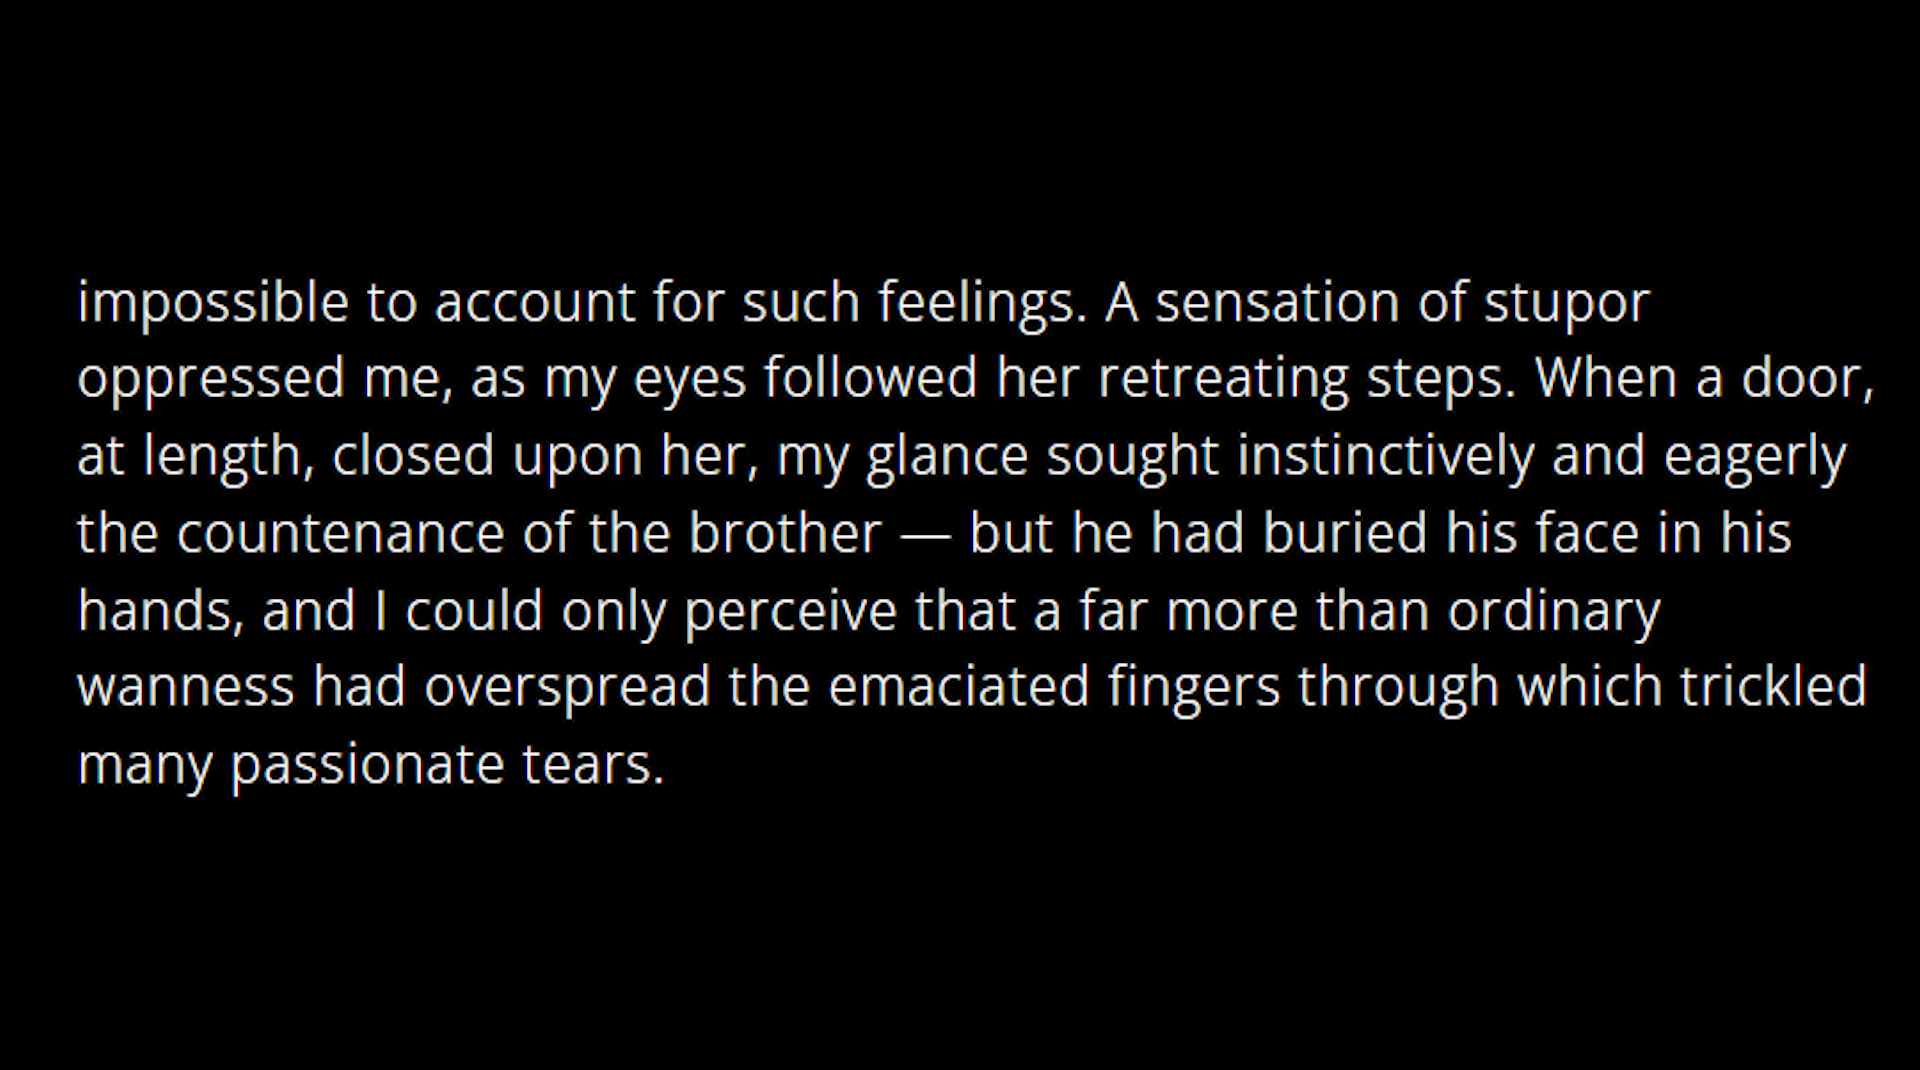 impossible to account for such feelings. A sensation of stupor
oppressed me, as my eyes followed her retreating steps. When a door,
at length, closed upon her, my glance sought instinctively and eagerly
the countenance of the brother — but he had buried his face in his
hands, and I could only perceive that a far more than ordinary
wanness had overspread the emaciated fingers through which trickled
many passionate tears.